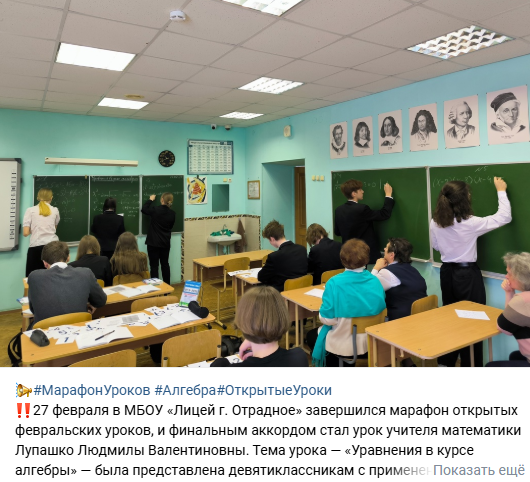 #МарафонУроков #Алгебра#ОткрытыеУроки
‼27 февраля в МБОУ «Лицей г. Отрадное» завершился марафон открытых
февральских уроков, и финальным аккордом стал урок учителя математики
Лупашко Людмилы Валентиновны. Тема урока — «Уравнения в курсе
алгебры» — была представлена девятиклассникам с примене Показать ещё